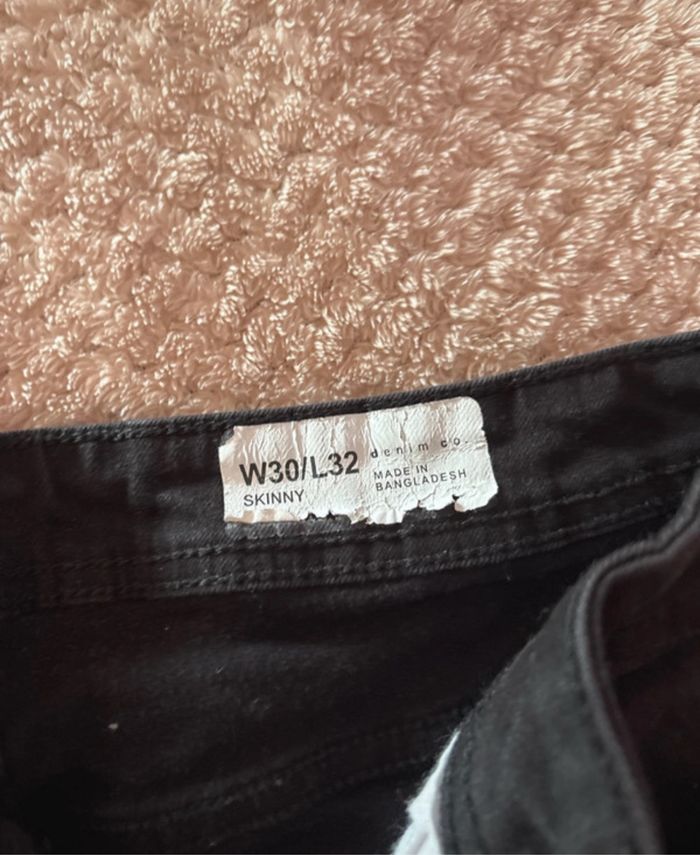 W30/L32
SKINNY
denim co.
MADE IN
BANGLADESH